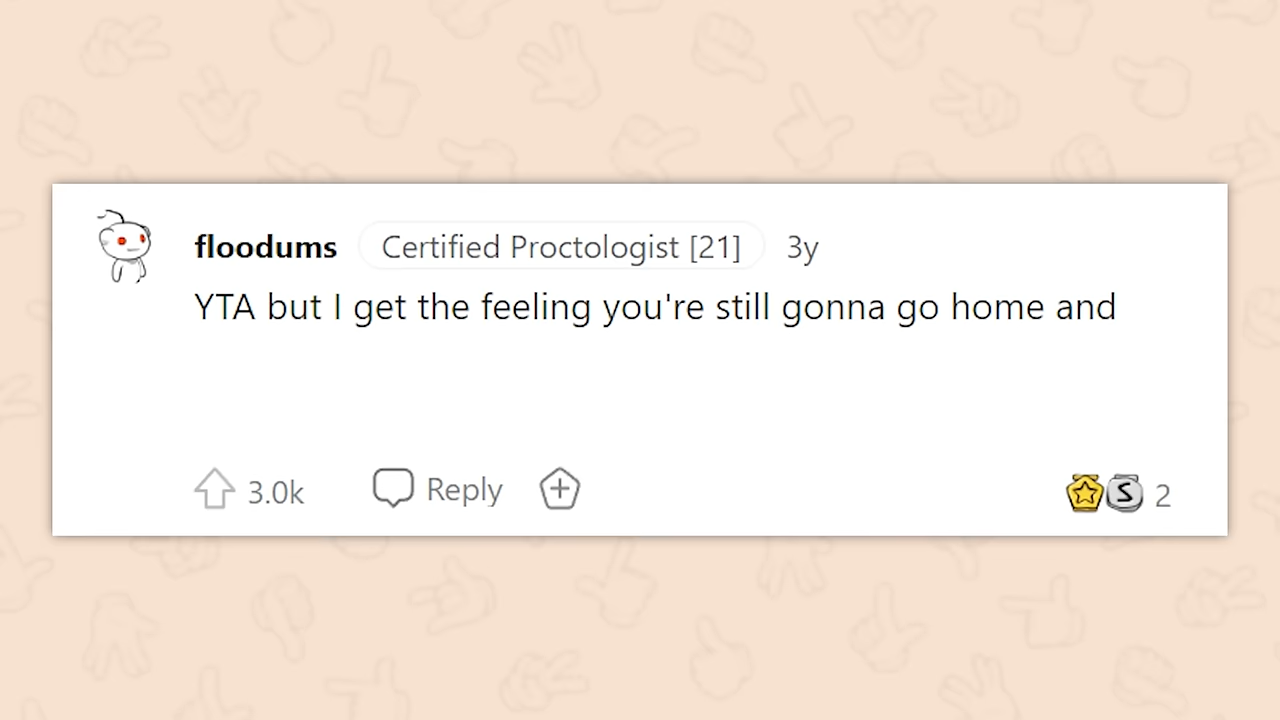 floodums Certified Proctologist [21] 3y
YTA but I get the feeling you're still gonna go home and
3.0k Reply 2